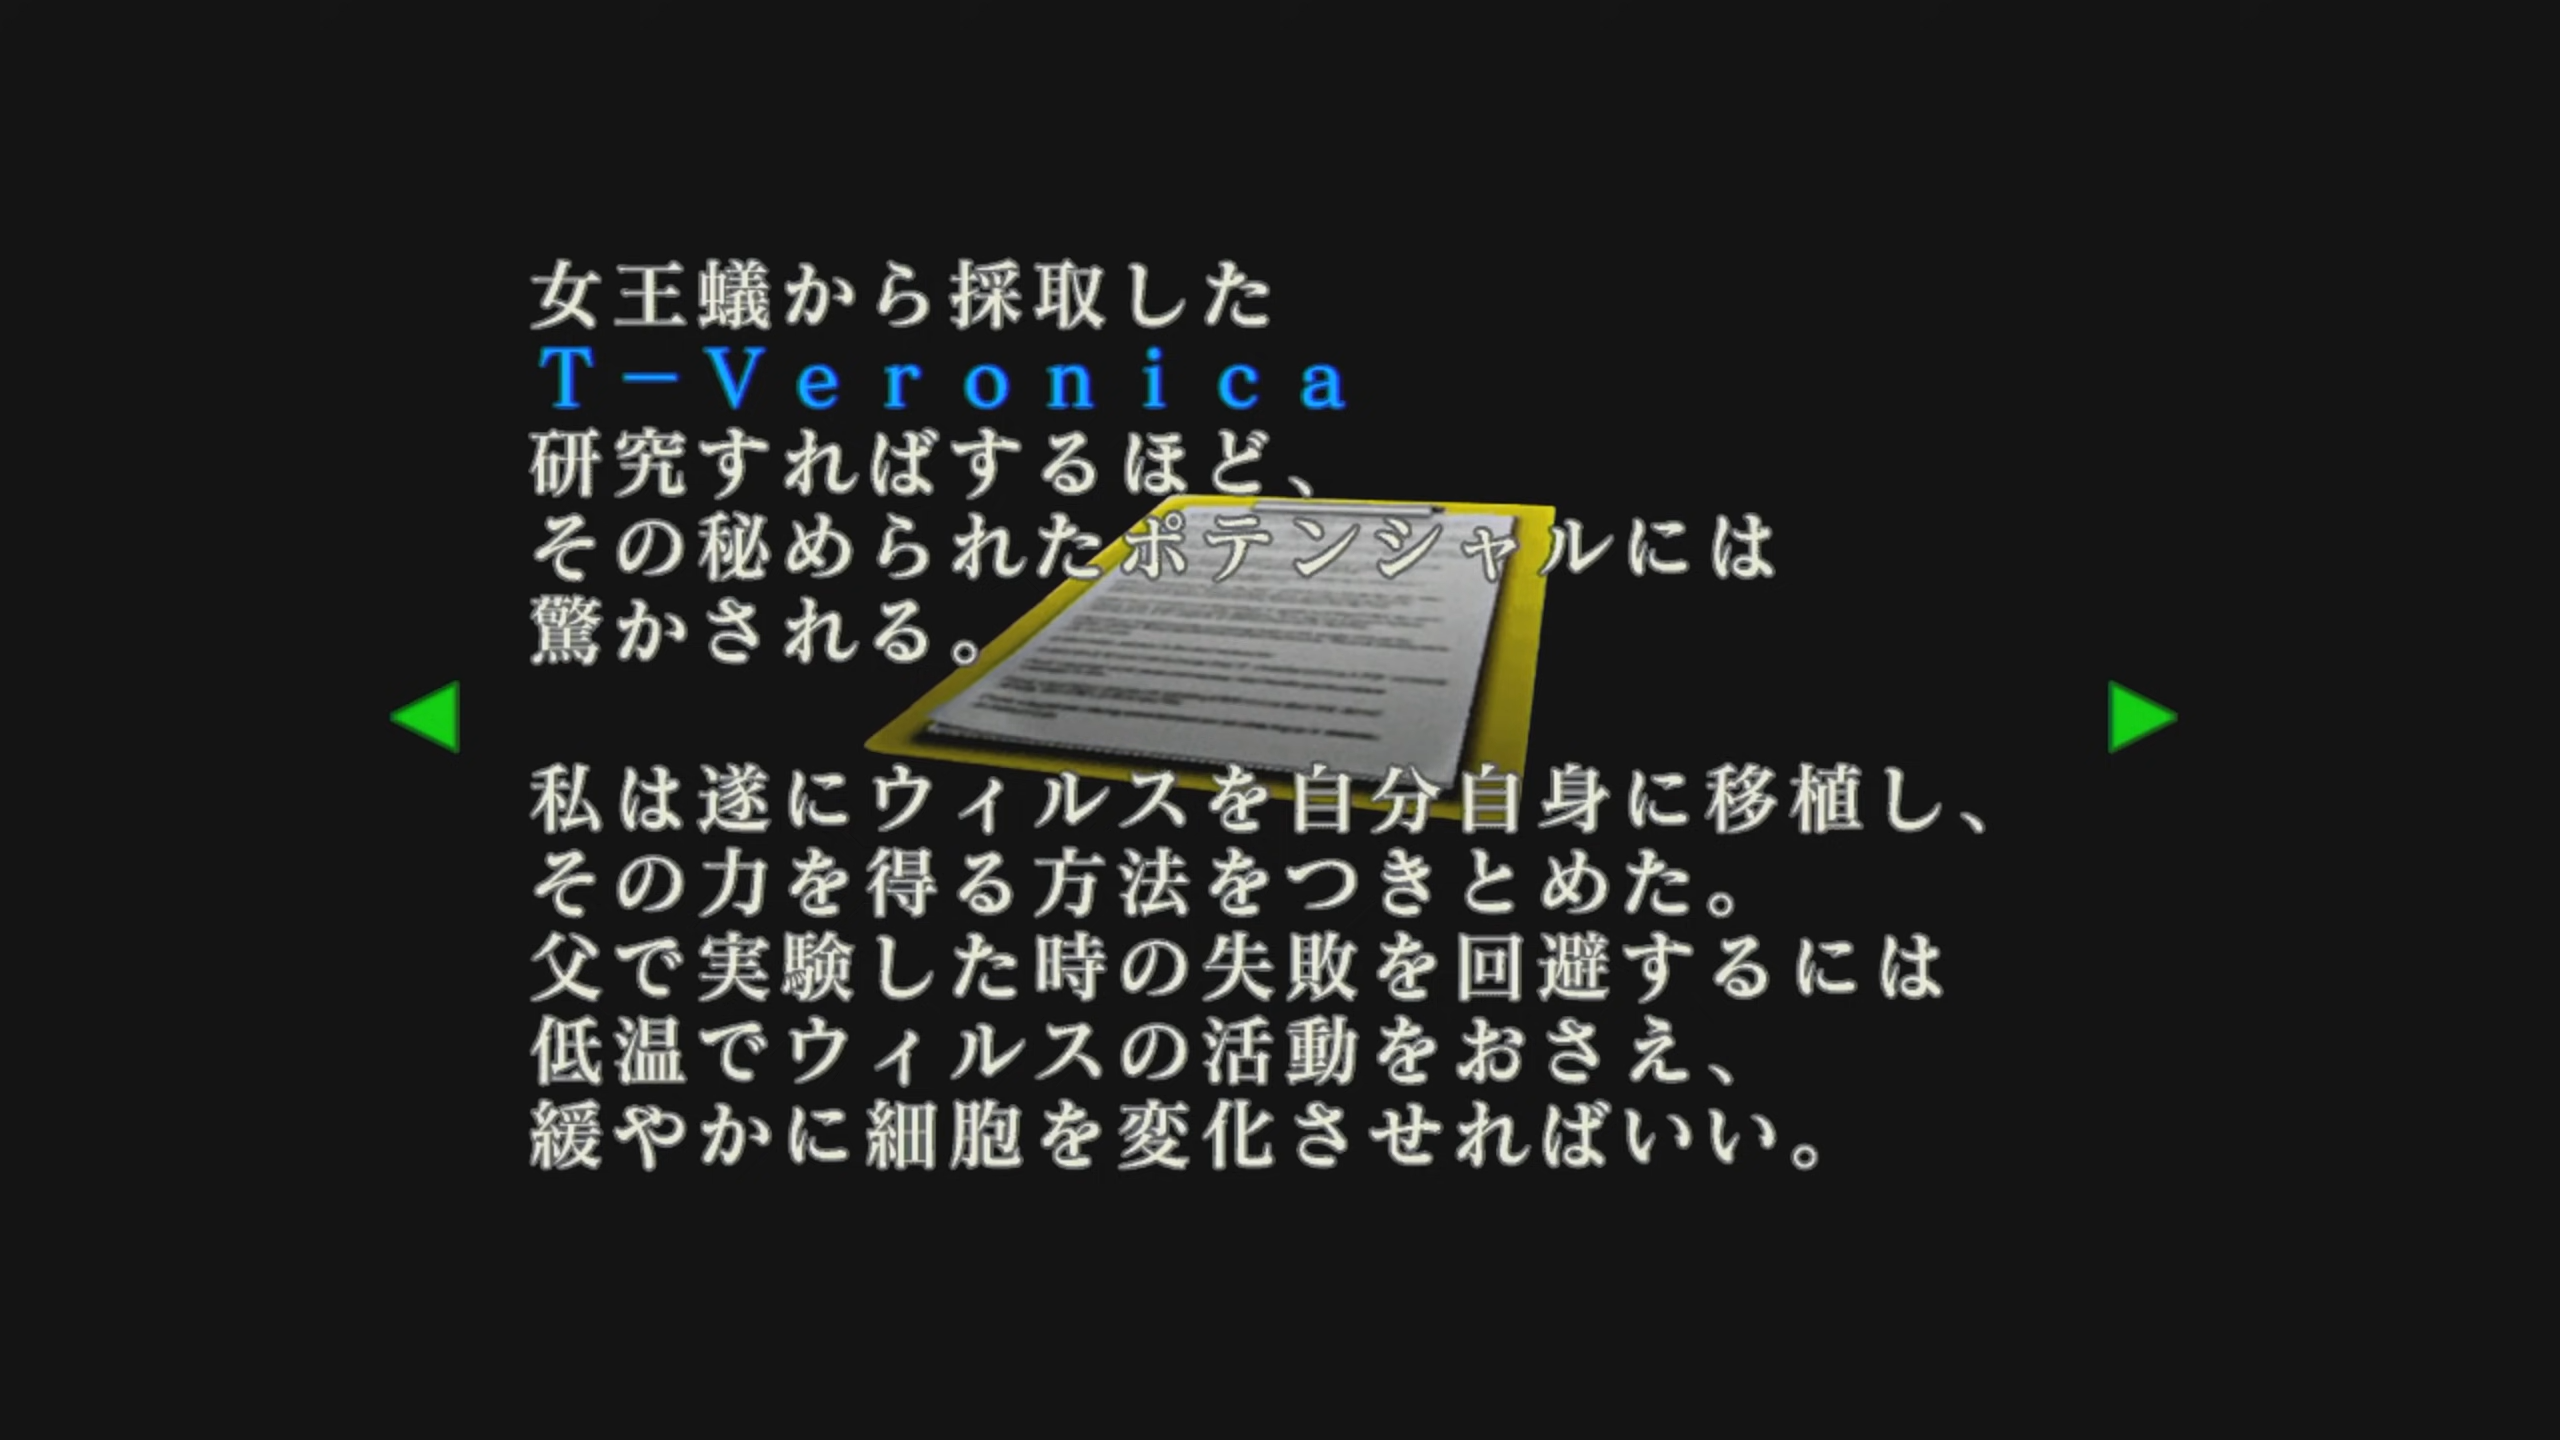 女王蟻から採取した
Ｔ－Ｖｅｒｏｎｉｃａ
研究すればするほど、
その秘められたポテンシャルには
驚かされる。
私は遂にウィルスを自分自身に移植し、
その力を得る方法をつきとめた。
父で実験した時の失敗を回避するには
低温でウィルスの活動をおさえ、
緩やかに細胞を変化させればいい。